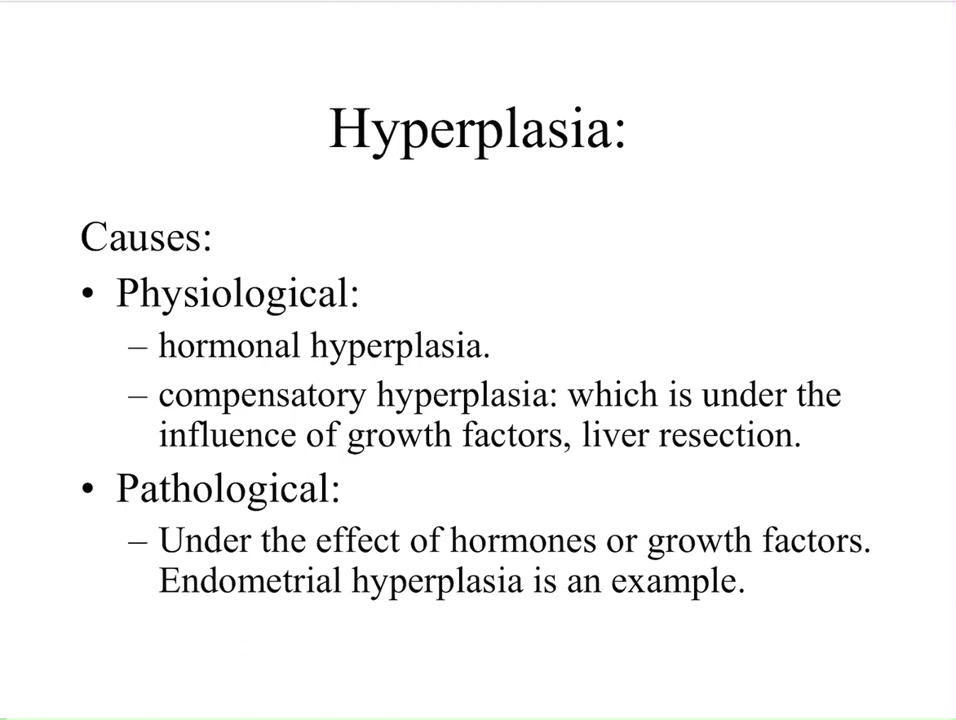 Hyperplasia:
Causes:
• Physiological:
– hormonal hyperplasia.
– compensatory hyperplasia: which is under the
influence of growth factors, liver resection.
• Pathological:
– Under the effect of hormones or growth factors.
Endometrial hyperplasia is an example.